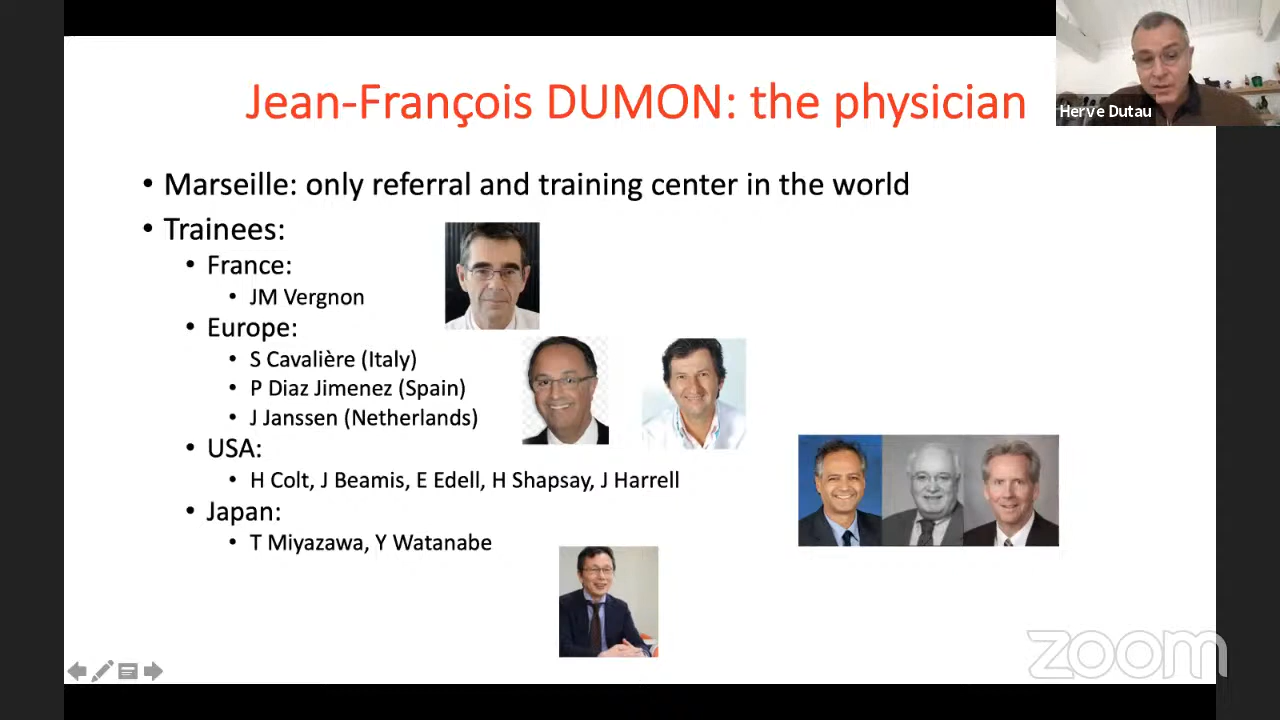 Jean-François DUMON: the physician
Herve Dutau
• Marseille: only referral and training center in the world
• Trainees:
• France:
• JM Vergnon
• Europe:
• S Cavalière (Italy)
• P Diaz Jimenez (Spain)
• J Janssen (Netherlands)
• USA:
• H Colt, J Beamis, E Edell, H Shapsay, J Harrell
• Japan:
• T Miyazawa, Y Watanabe
zoom